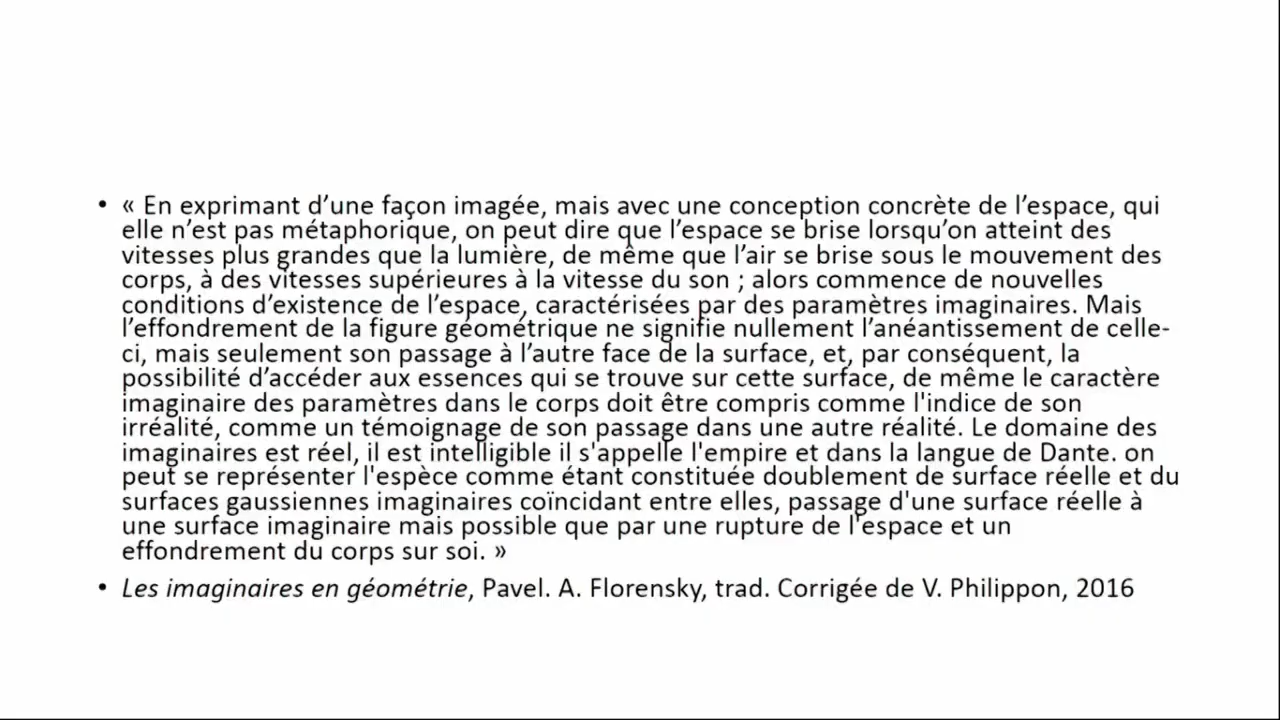 • « En exprimant d’une façon imagée, mais avec une conception concrète de l’espace, qui
elle n’est pas métaphorique, on peut dire que l’espace se brise lorsqu’on atteint des
vitesses plus grandes que la lumière, de même que l’air se brise sous le mouvement des
corps, à des vitesses supérieures à la vitesse du son ; alors commence de nouvelles
conditions d’existence de l’espace, caractérisées par des paramètres imaginaires. Mais
l’effondrement de la figure géométrique ne signifie nullement l’anéantissement de celle-
ci, mais seulement son passage à l’autre face de la surface, et, par conséquent, la
possibilité d’accéder aux essences qui se trouve sur cette surface, de même le caractère
imaginaire des paramètres dans le corps doit être compris comme l'indice de son
irréalité, comme un témoignage de son passage dans une autre réalité. Le domaine des
imaginaires est réel, il est intelligible il s'appelle l'empire et dans la langue de Dante. on
peut se représenter l'espèce comme étant constituée doublement de surface réelle et du
surfaces gaussiennes imaginaires coïncidant entre elles, passage d'une surface réelle à
une surface imaginaire mais possible que par une rupture de l'espace et un
effondrement du corps sur soi. »
• Les imaginaires en géométrie, Pavel. A. Florensky, trad. Corrigée de V. Philippon, 2016